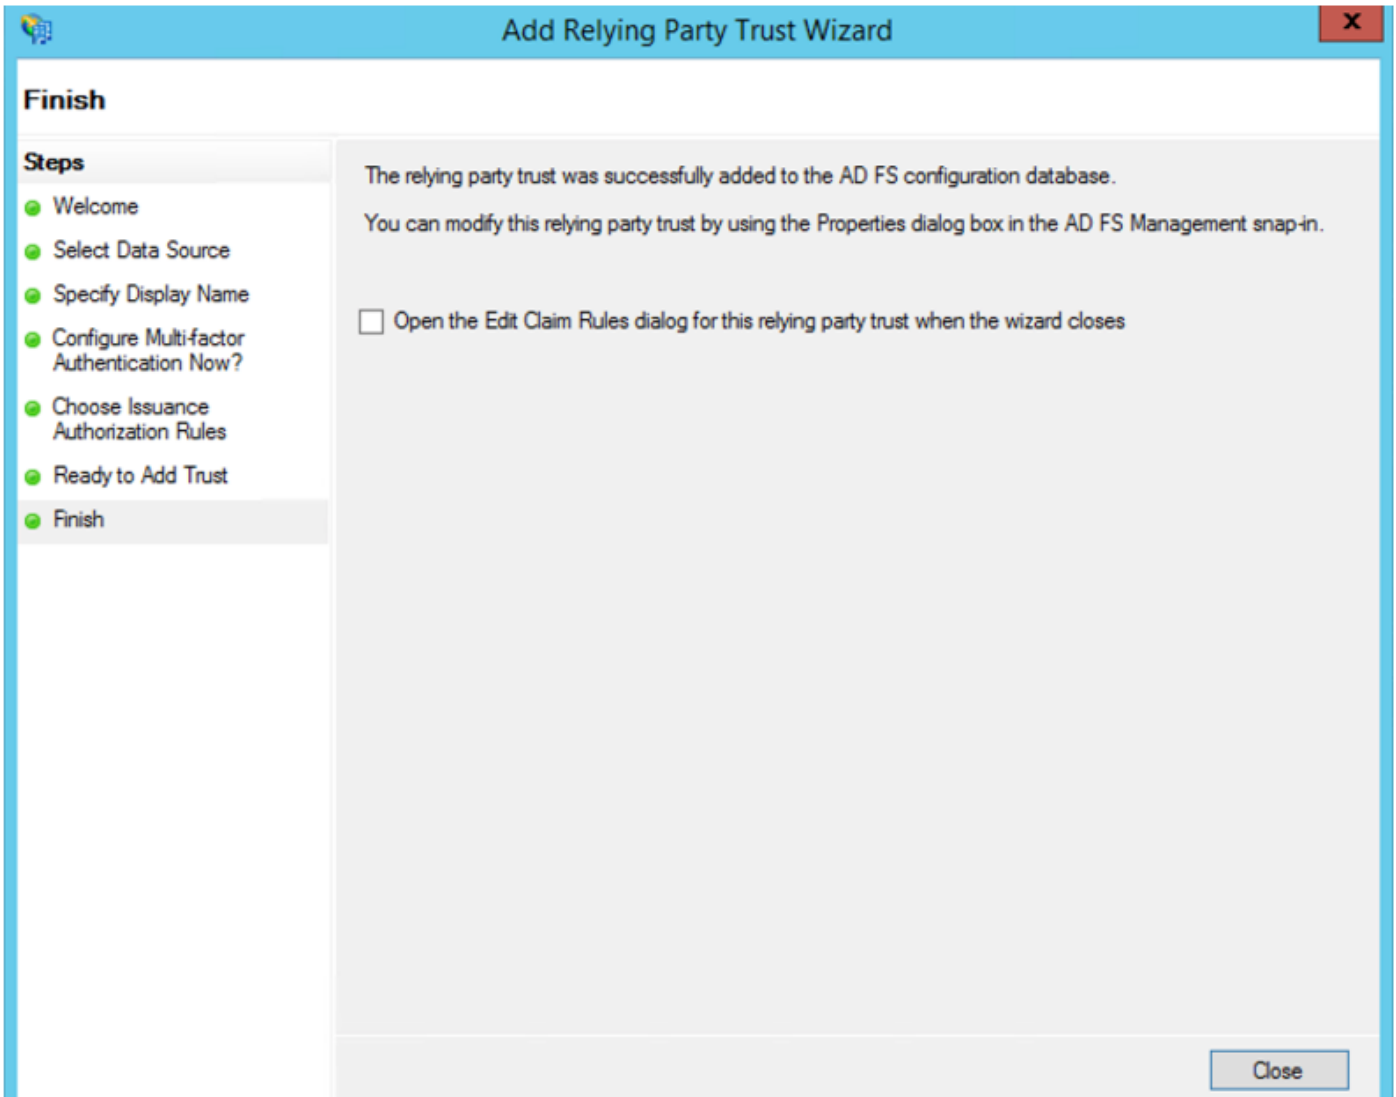 Add Relying Party Trust Wizard
X
Finish
Steps
Welcome
Select Data Source
Specify Display Name
Configure Multi-factor
Authentication Now?
Choose Issuance
Authorization Rules
Ready to Add Trust
Finish
The relying party trust was successfully added to the AD FS configuration database.
You can modify this relying party trust by using the Properties dialog box in the AD FS Management snap-in.
Open the Edit Claim Rules dialog for this relying party trust when the wizard closes
Close